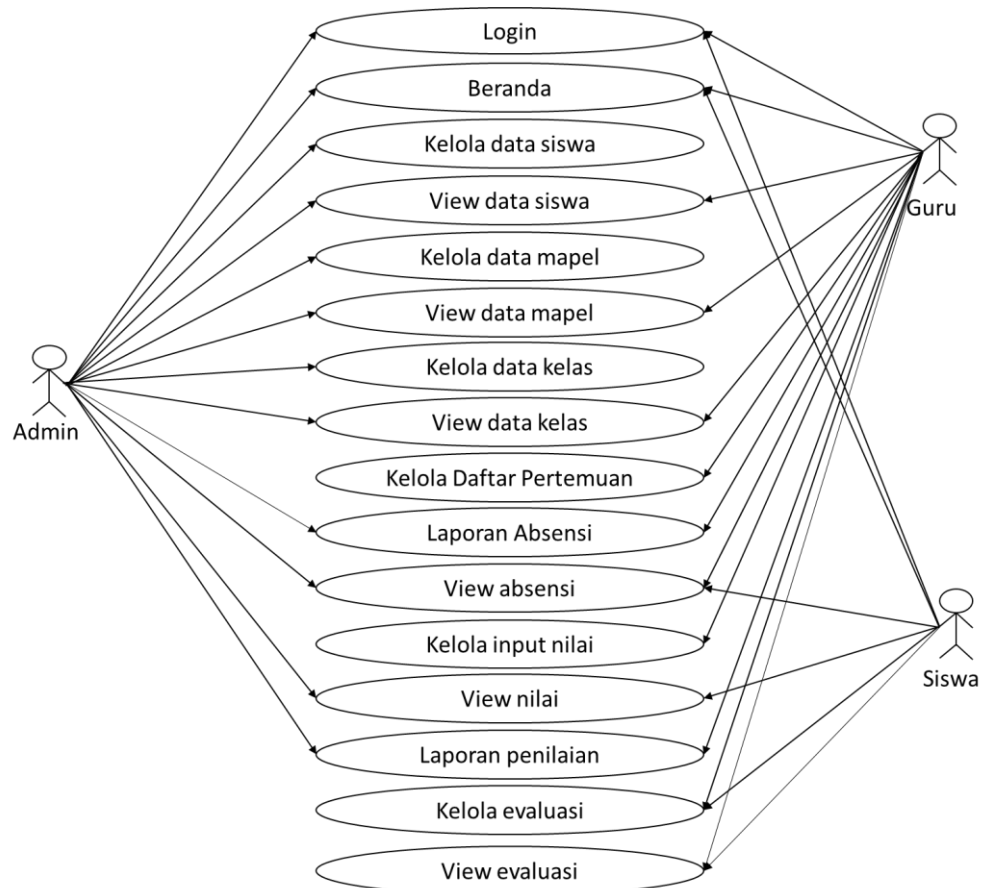 Login
Beranda
Kelola data siswa
View data siswa
Guru
Kelola data mapel
View data mapel
Kelola data kelas
Admin
View data kelas
Kelola Daftar Pertemuan
Laporan Absensi
View absensi
Kelola input nilai
Siswa
View nilai
Laporan penilaian
Kelola evaluasi
View evaluasi